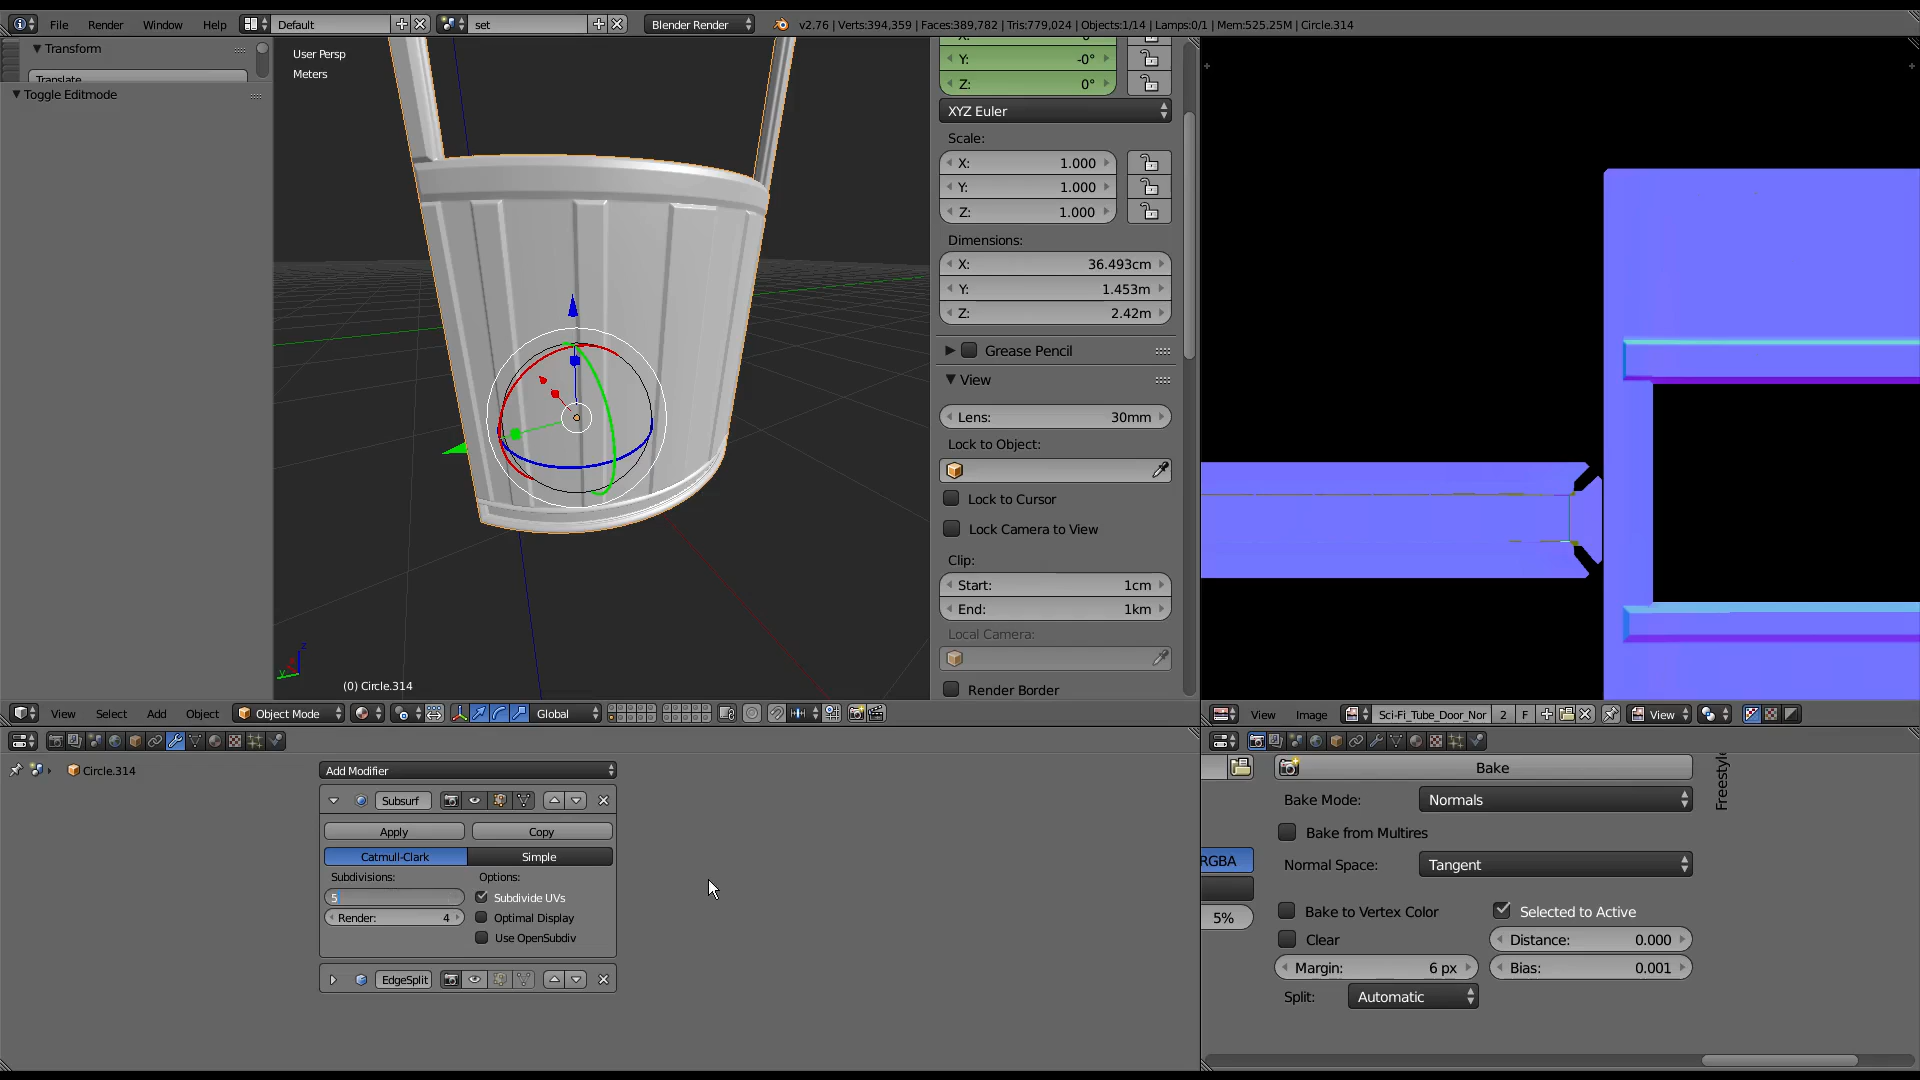 File Render Window Help Default set Blender Render v2.76 | Verts:394,359 | Faces:389,782 | Tris:779,024 | Objects:1/14 | Lamps:0/1 | Mem:525.25M | Circle.314
Transform
Translate
Toggle Editmode
User Persp
Meters
(0) Circle.314
X: 0°
Y: -0°
Z: 0°
XYZ Euler
Scale:
X: 1.000
Y: 1.000
Z: 1.000
Dimensions:
X: 36.493cm
Y: 1.453m
Z: 2.42m
Grease Pencil
View
Lens: 30mm
Lock to Object:
Lock to Cursor
Lock Camera to View
Clip:
Start: 1cm
End: 1km
Local Camera:
Render Border
View Select Add Object Object Mode Global
View Image Sci-Fi_Tube_Door_Nor 2 F View
Circle.314
Add Modifier
Subsurf
Apply Copy
Catmull-Clark Simple
Subdivisions: Options:
5 Subdivide UVs
Render: 4 Optimal Display
Use OpenSubdiv
EdgeSplit
RGBA
5%
Bake
Bake Mode: Normals
Bake from Multires
Normal Space: Tangent
Bake to Vertex Color Selected to Active
Clear Distance: 0.000
Margin: 6 px Bias: 0.001
Split: Automatic
Freestyle